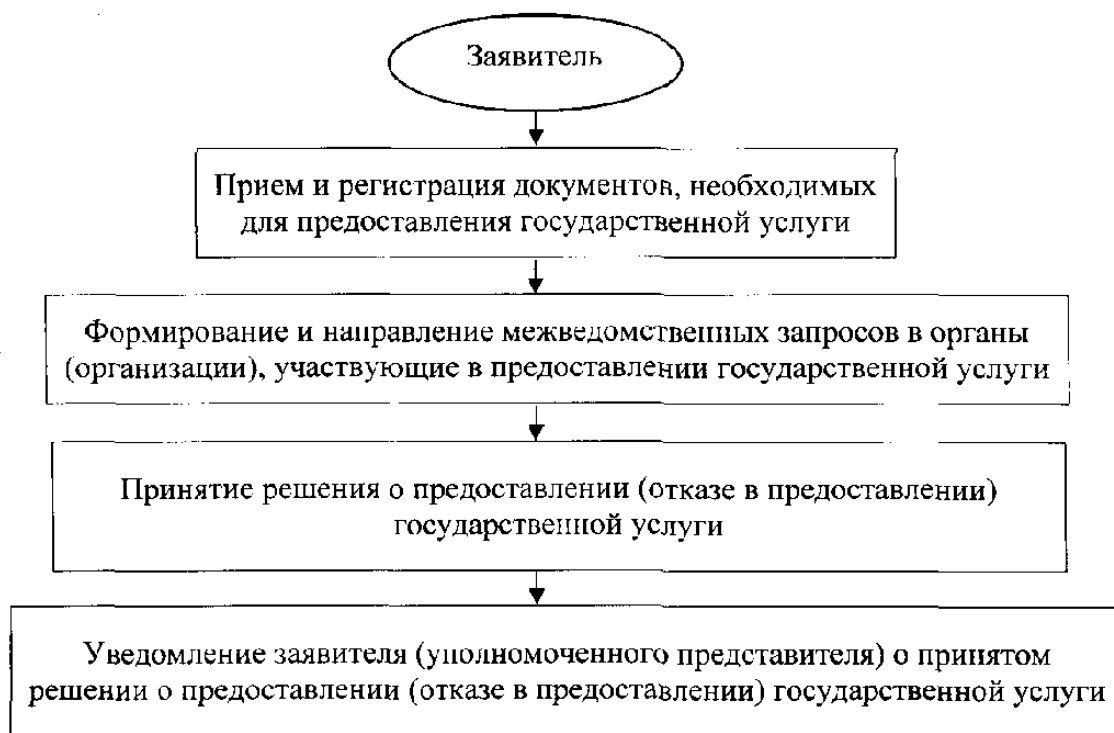 Заявитель
Прием и регистрация документов, необходимых
для предоставления государственной услуги
Формирование и направление межведомственных запросов в органы
(организации), участвующие в предоставлении государственной услуги
Принятие решения о предоставлении (отказе в предоставлении)
государственной услуги
Уведомление заявителя (уполномоченного представителя) о принятом
решении о предоставлении (отказе в предоставлении) государственной услуги